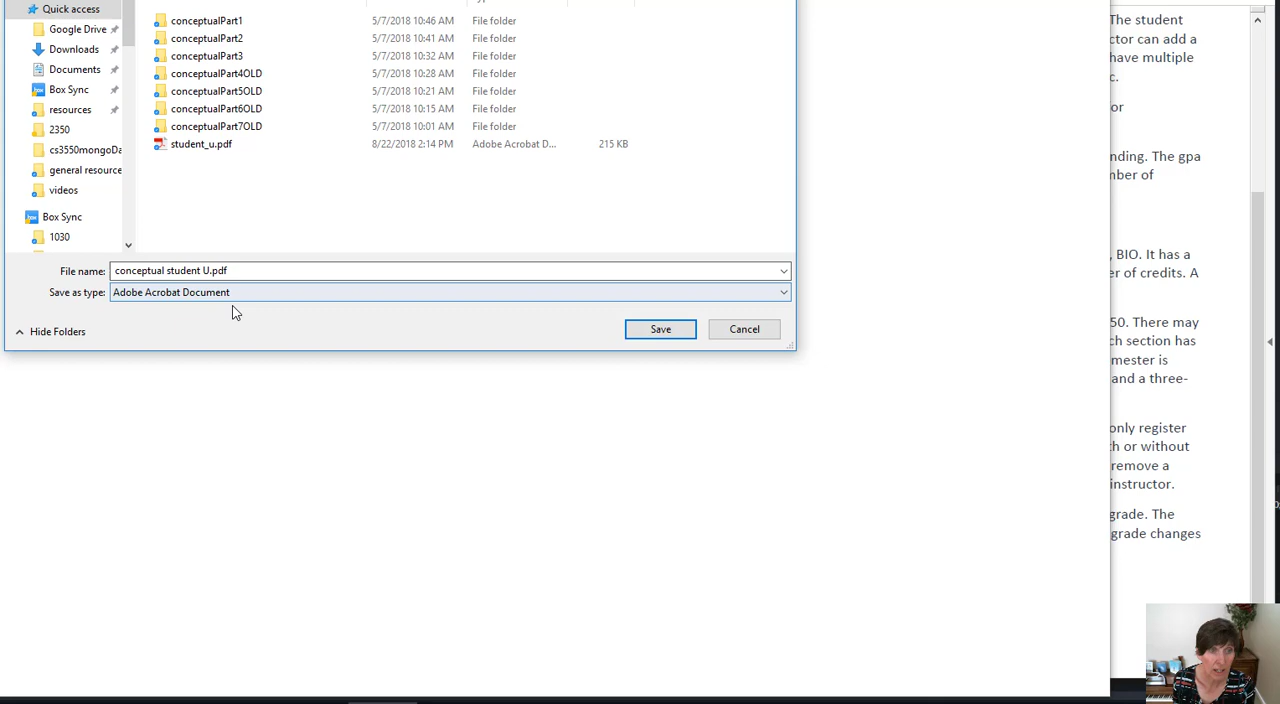 Quick access
Google Drive
Downloads
Documents
Box Sync
resources
2350
cs3550mongoDa
general resource
videos
Box Sync
1030
conceptualPart1 5/7/2018 10:46 AM File folder
conceptualPart2 5/7/2018 10:41 AM File folder
conceptualPart3 5/7/2018 10:32 AM File folder
conceptualPart4OLD 5/7/2018 10:28 AM File folder
conceptualPart5OLD 5/7/2018 10:21 AM File folder
conceptualPart6OLD 5/7/2018 10:15 AM File folder
conceptualPart7OLD 5/7/2018 10:01 AM File folder
student_u.pdf 8/22/2018 2:14 PM Adobe Acrobat D... 215 KB
File name: conceptual student U.pdf
Save as type: Adobe Acrobat Document
Hide Folders
Save Cancel
The student
ctor can add a
have multiple
c.
or
nding. The gpa
mber of
, BIO. It has a
er of credits. A
50. There may
ch section has
mester is
and a three-
only register
th or without
remove a
instructor.
grade. The
grade changes